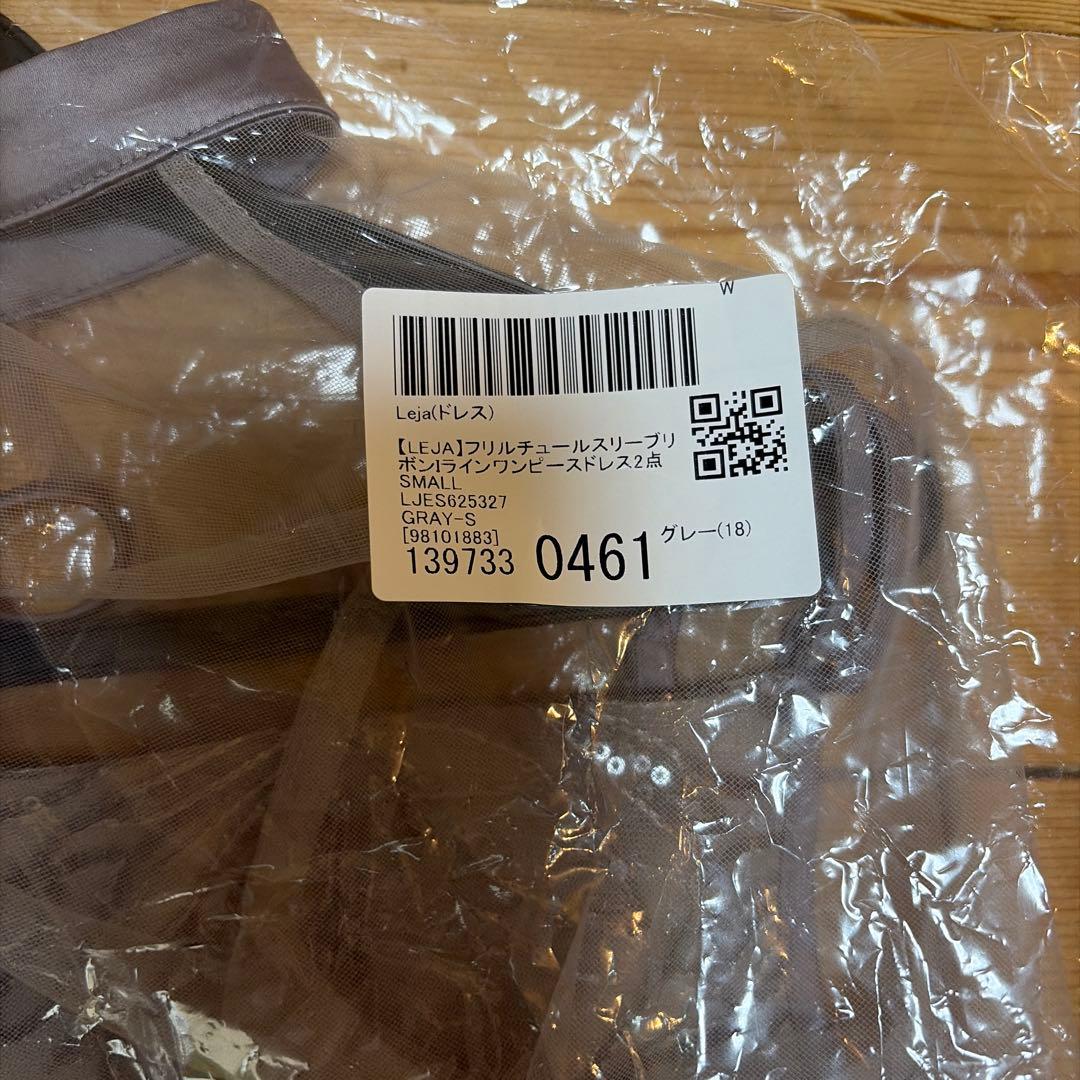 W
Leja(ドレス)
【LEJA】フリルチュールスリーブリ
ボンIラインワンピースドレス2点
SMALL
LJES625327
GRAY-S
[98101883]
グレー(18)
139733 0461